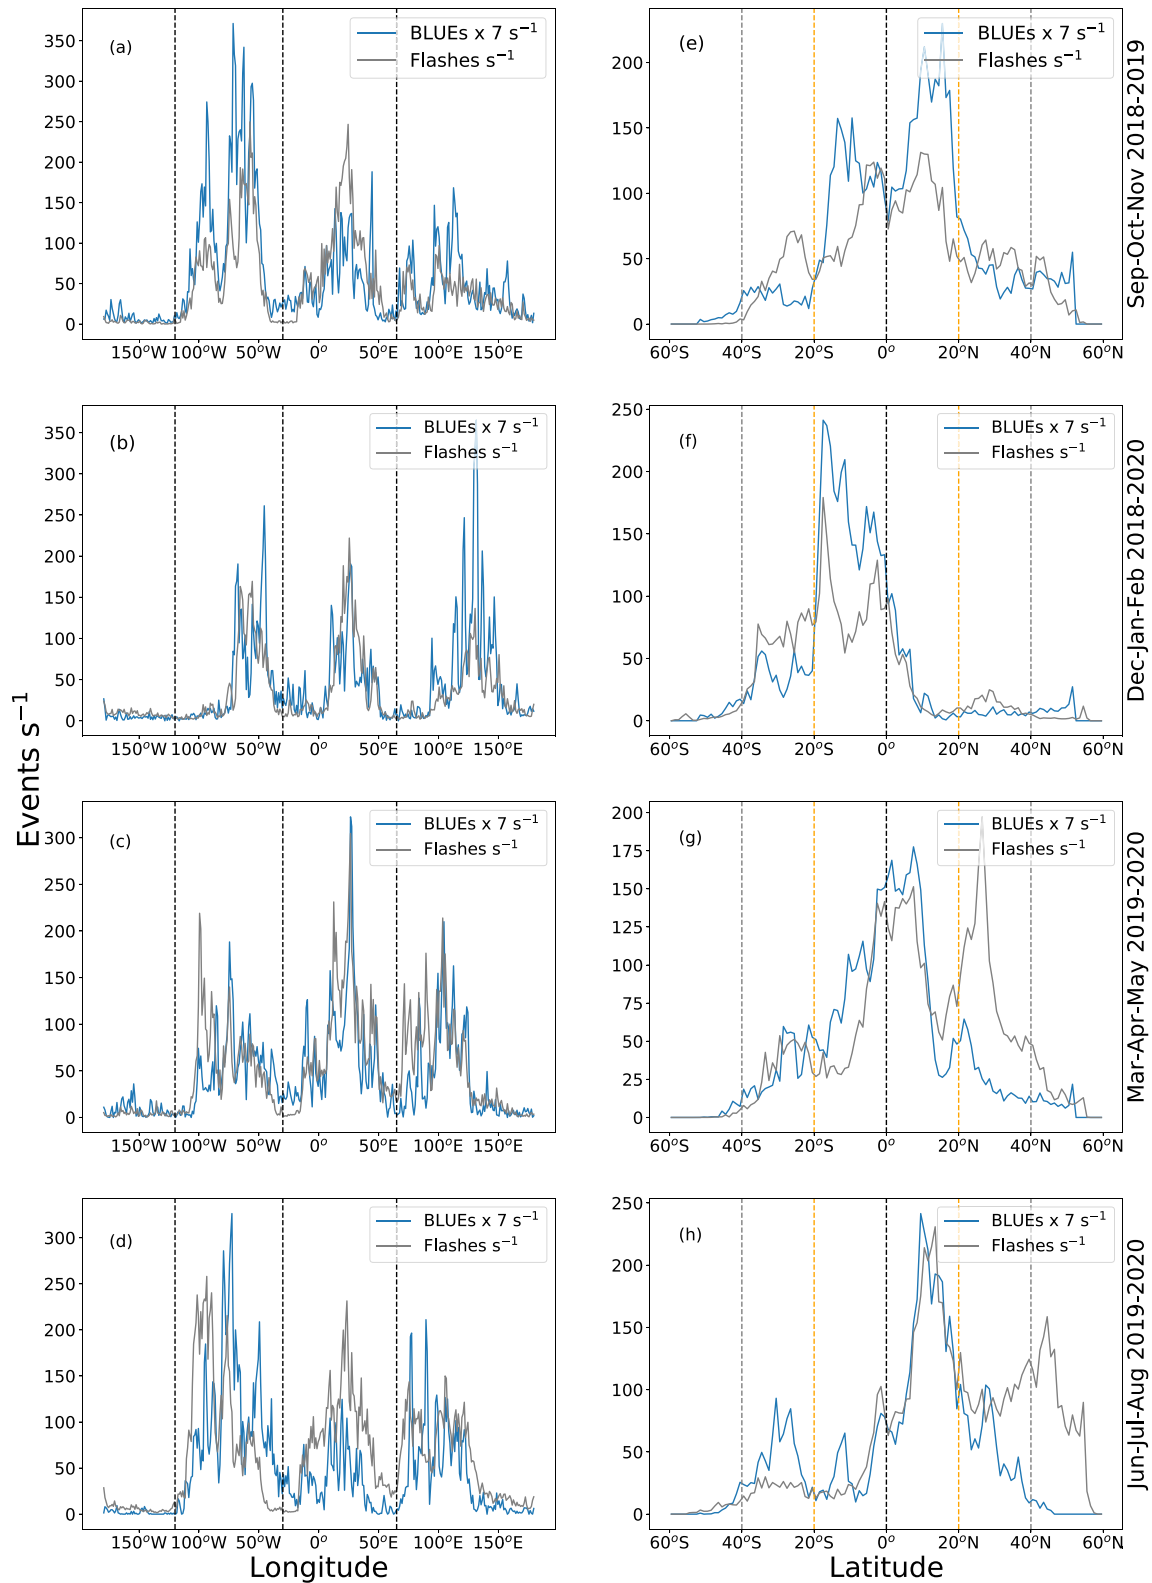 (a)
BLUEs x 7 s⁻¹
Flashes s⁻¹
350
300
250
200
150
100
50
0
150°W 100°W 50°W 0° 50°E 100°E 150°E
(e)
BLUEs x 7 s⁻¹
Flashes s⁻¹
200
150
100
50
0
60°S 40°S 20°S 0° 20°N 40°N 60°N
Sep-Oct-Nov 2018-2019
(b)
BLUEs x 7 s⁻¹
Flashes s⁻¹
350
300
250
200
150
100
50
0
150°W 100°W 50°W 0° 50°E 100°E 150°E
(f)
BLUEs x 7 s⁻¹
Flashes s⁻¹
250
200
150
100
50
0
60°S 40°S 20°S 0° 20°N 40°N 60°N
Dec-Jan-Feb 2018-2020
Events s⁻¹
(c)
BLUEs x 7 s⁻¹
Flashes s⁻¹
300
250
200
150
100
50
0
150°W 100°W 50°W 0° 50°E 100°E 150°E
(g)
BLUEs x 7 s⁻¹
Flashes s⁻¹
200
175
150
125
100
75
50
25
0
60°S 40°S 20°S 0° 20°N 40°N 60°N
Mar-Apr-May 2019-2020
(d)
BLUEs x 7 s⁻¹
Flashes s⁻¹
300
250
200
150
100
50
0
150°W 100°W 50°W 0° 50°E 100°E 150°E
Longitude
(h)
BLUEs x 7 s⁻¹
Flashes s⁻¹
250
200
150
100
50
0
60°S 40°S 20°S 0° 20°N 40°N 60°N
Latitude
Jun-Jul-Aug 2019-2020